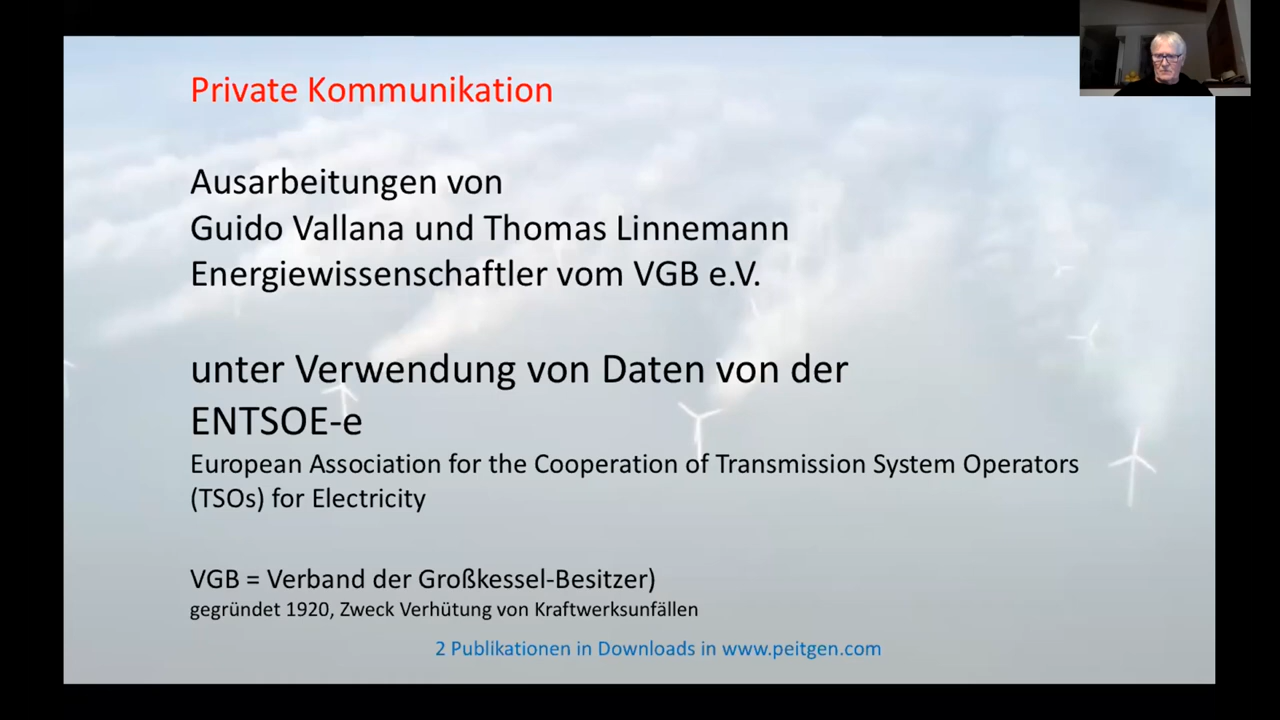 Private Kommunikation
Ausarbeitungen von
Guido Vallana und Thomas Linnemann
Energiewissenschaftler vom VGB e.V.
unter Verwendung von Daten von der
ENTSOE-e
European Association for the Cooperation of Transmission System Operators
(TSOs) for Electricity
VGB = Verband der Großkessel-Besitzer)
gegründet 1920, Zweck Verhütung von Kraftwerksunfällen
2 Publikationen in Downloads in www.peitgen.com